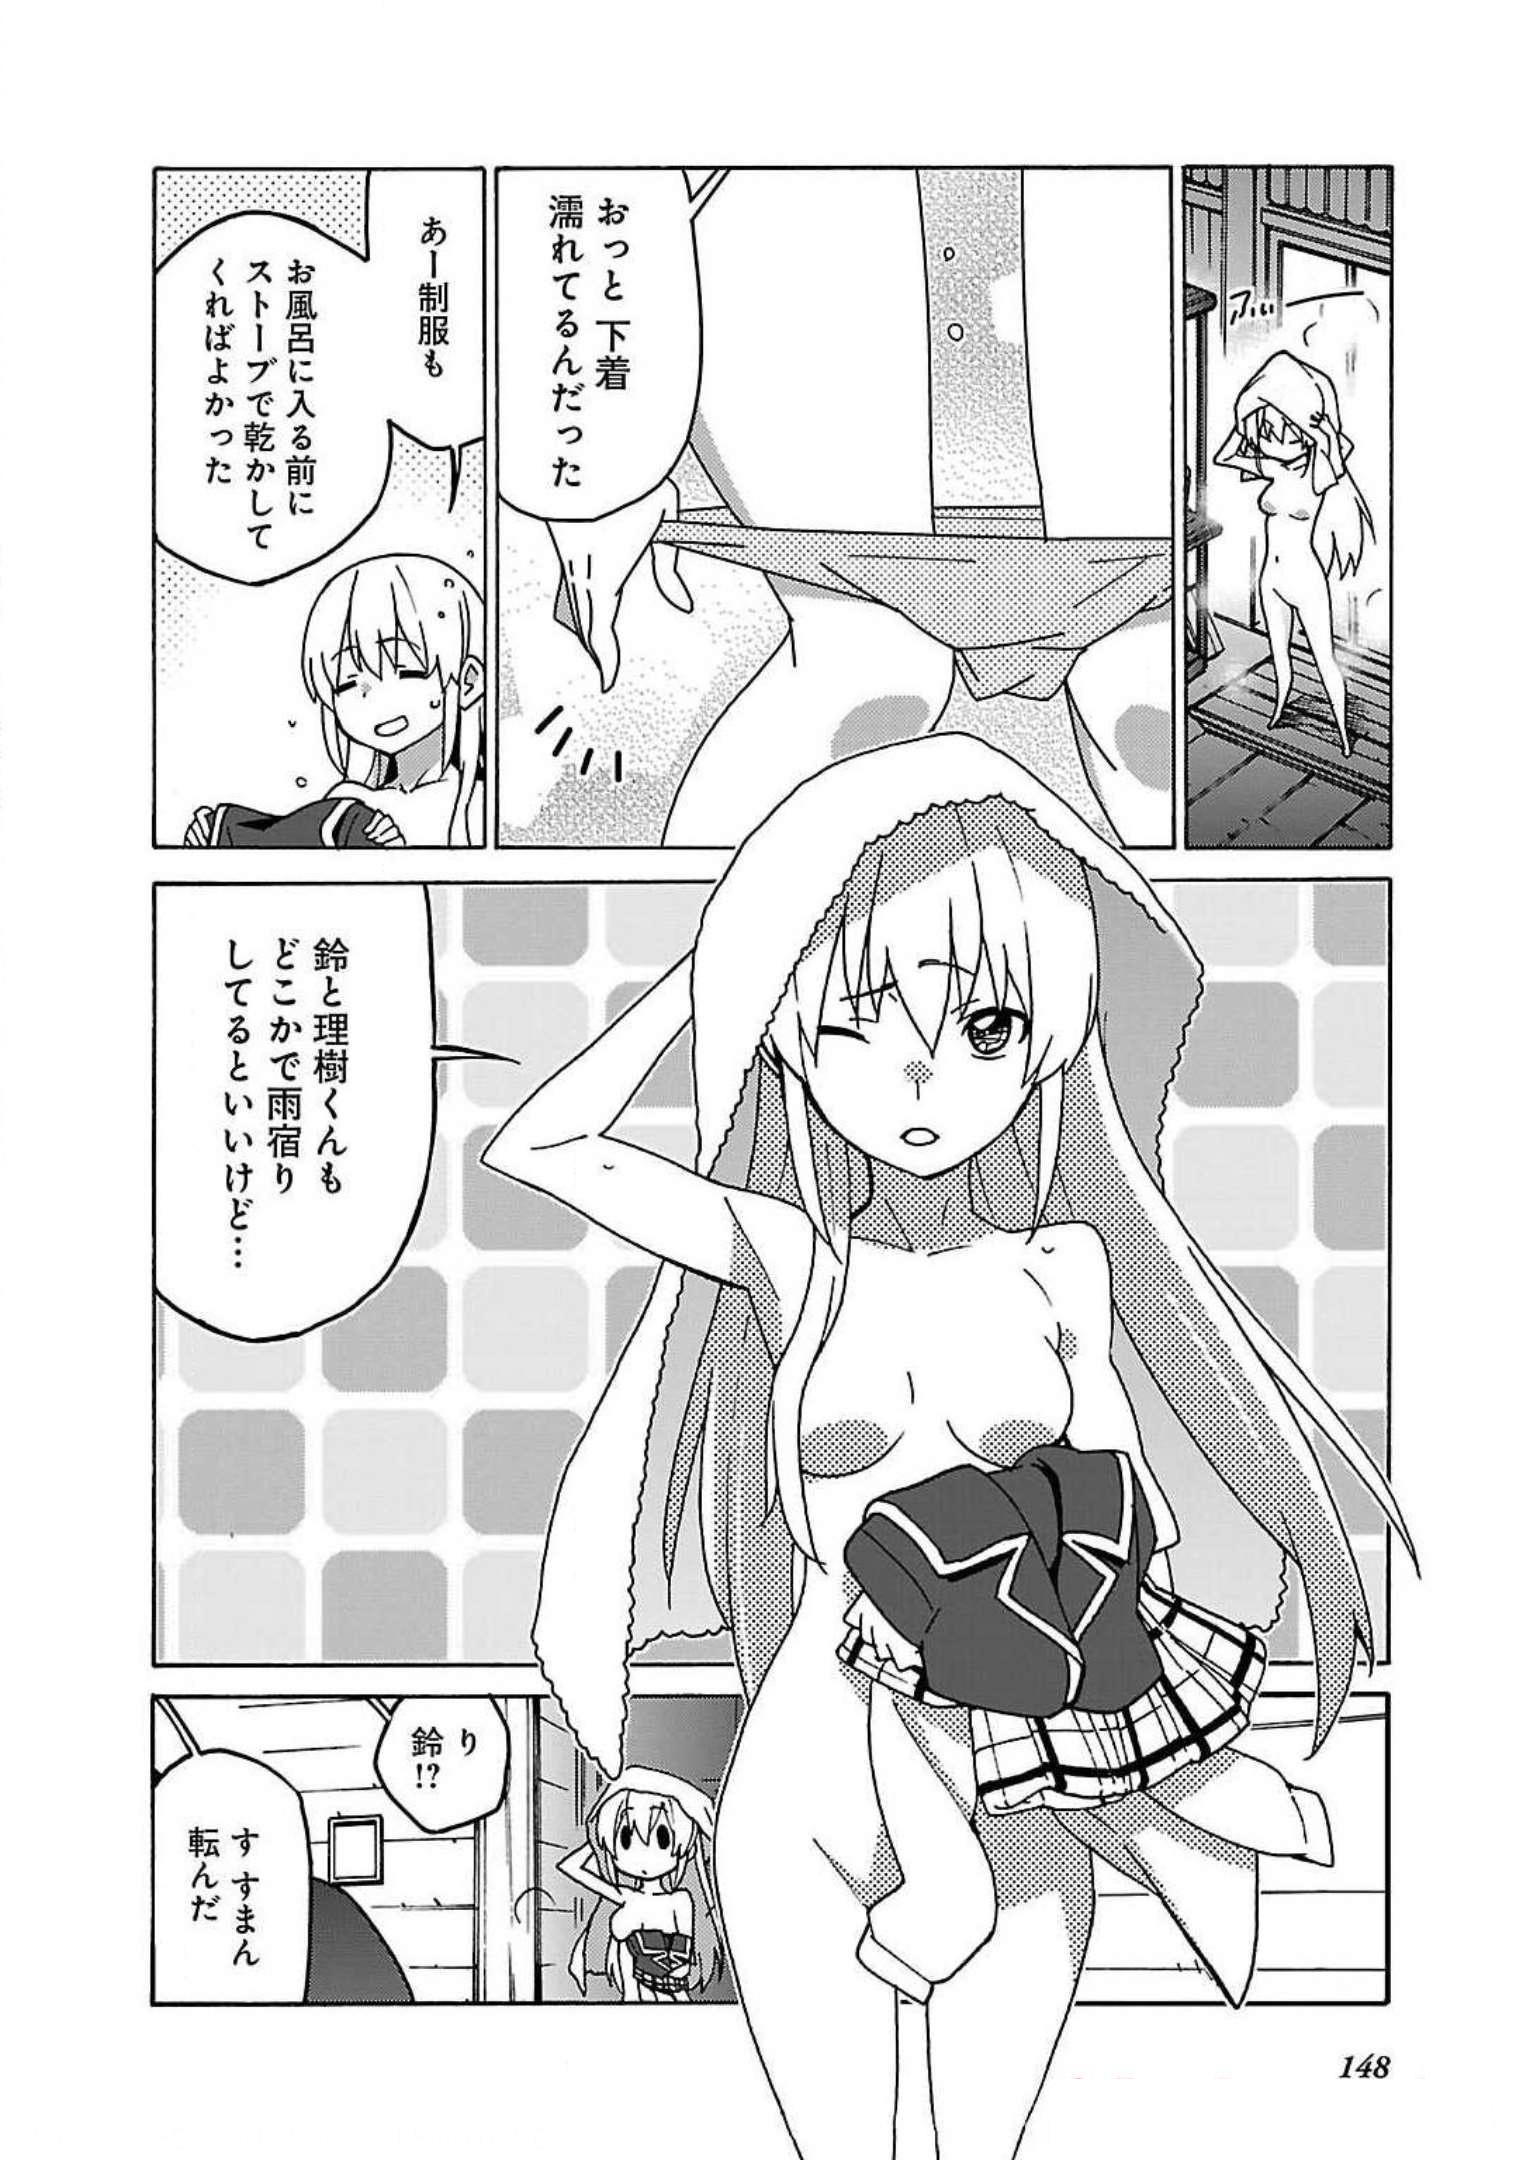 ふぃ
おっと 下着
濡れてるんだった
あー制服も
お風呂に入る前に
ストーブで乾かして
くればよかった
鈴と理樹くんも
どこかで雨宿り
してるといいけど…
り
鈴!?
す すまん
転んだ
148